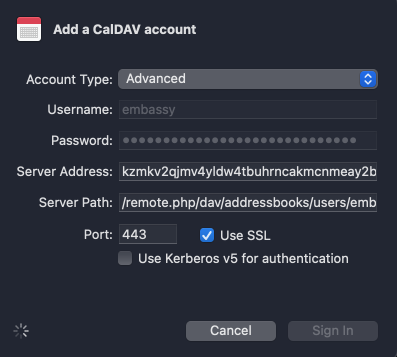 Add a CalDAV account
Account Type: Advanced
Username: embassy
Password: ••••••••••••••••••••••••••••••
Server Address: kzmkv2qjmv4yldw4tbuhrncakmcnmeay2b
Server Path: /remote.php/dav/addressbooks/users/emb
Port: 443 Use SSL
Use Kerberos v5 for authentication
Cancel Sign In